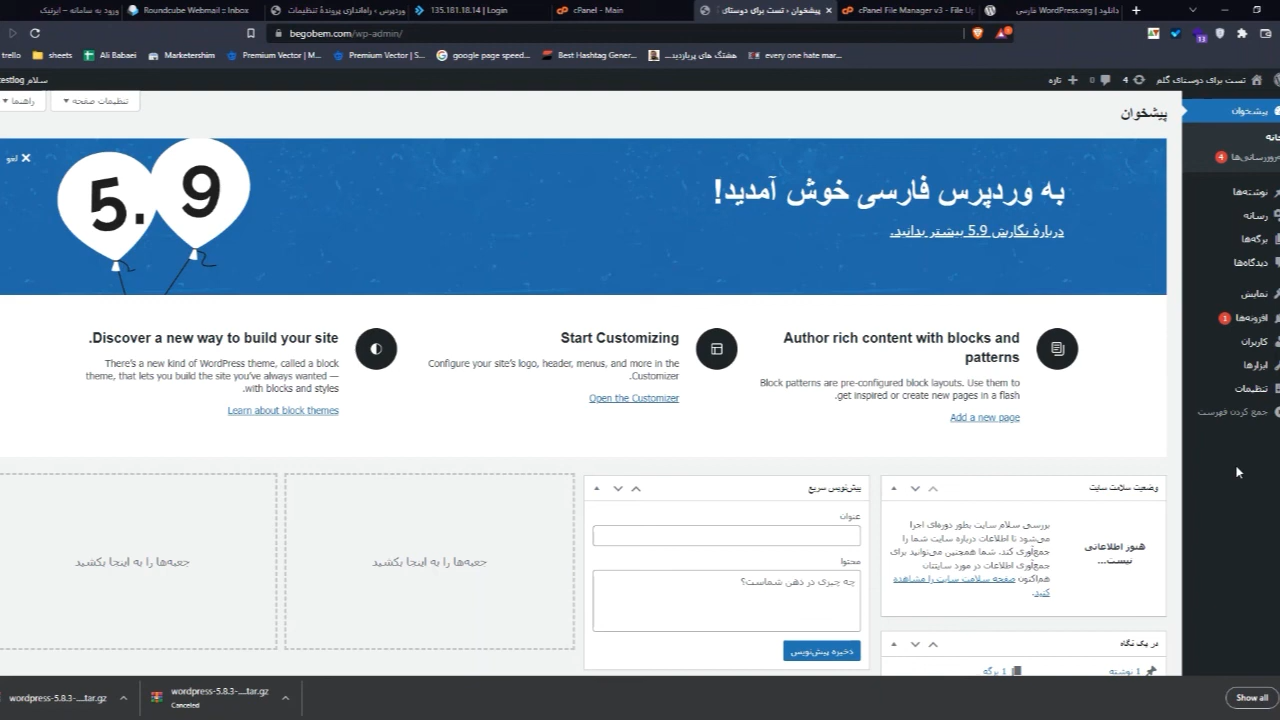 ورود به سامانه – ایرنیک
Roundcube Webmail :: Inbox
وردپرس › راه‌اندازی پروندهٔ تنظیمات
135.181.18.14 | Login
cPanel - Main
پیشخوان ‹ تست برای دوستای
cPanel File Manager v3 - File Up
دانلود | WordPress.org فارسی
begobem.com/wp-admin/
trello
sheets
Ali Babaei
Marketershim
Premium Vector | M...
Premium Vector | S...
google page speed...
Best Hashtag Gener...
هشتگ های پربازدید...
every one hate mar...
13
تست برای دوستای گلم
4
0
تازه
سلام
پیشخوان
تنظیمات صفحه
راهنما
پیشخوان
4
نوشته‌ها
رسانه
برگه‌ها
دیدگاه‌ها
نمایش
افزونه‌ها
1
کاربران
ابزارها
تنظیمات
جمع کردن فهرست
لغو
5.9
به وردپرس فارسی خوش آمدید!
دربارهٔ نگارش 5.9 بیشتر بدانید.
Author rich content with blocks and
patterns
Block patterns are pre-configured block layouts. Use them to
.get inspired or create new pages in a flash
Add a new page
Start Customizing
Configure your site's logo, header, menus, and more in the
.Customizer
Open the Customizer
.Discover a new way to build your site
There's a new kind of WordPress theme, called a block
theme, that lets you build the site you've always wanted —
.with blocks and styles
Learn about block themes
وضعیت سلامت سایت
هنوز اطلاعاتی
نیست...
بررسی سلام سایت بطور دوره‌ای اجرا
می‌شود تا اطلاعات درباره سایت شما را
جمع‌آوری کند. شما همچنین می‌توانید برای
جمع‌آوری اطلاعات در مورد سایتتان
هم‌اکنون صفحه سلامت سایت را مشاهده
کنید.
در یک نگاه
1 نوشته
1 برگه
پیش‌نویس سریع
عنوان
محتوا
چه چیزی در ذهن شماست؟
ذخیره پیش‌نویس
جعبه‌ها را به اینجا بکشید
جعبه‌ها را به اینجا بکشید
wordpress-5.8.3-....tar.gz
wordpress-5.8.3-....tar.gz
Canceled
Show all